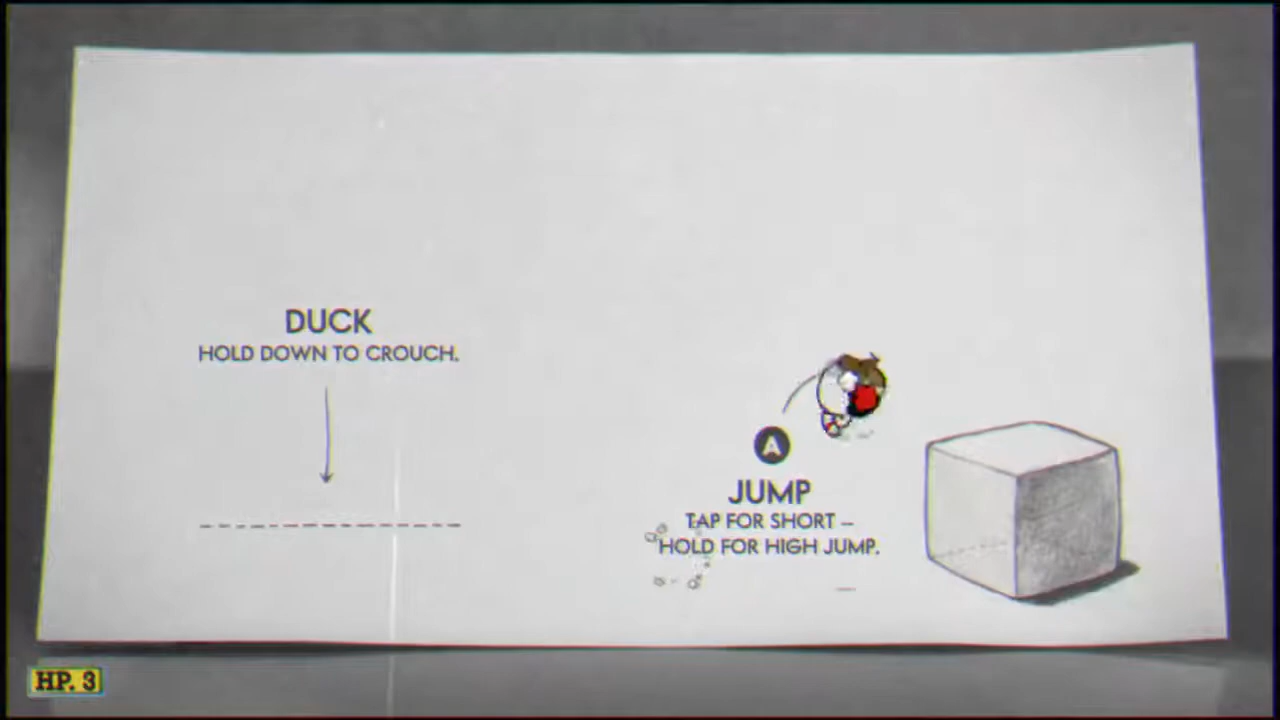 DUCK
HOLD DOWN TO CROUCH.
A
JUMP
TAP FOR SHORT –
HOLD FOR HIGH JUMP.
HP. 3